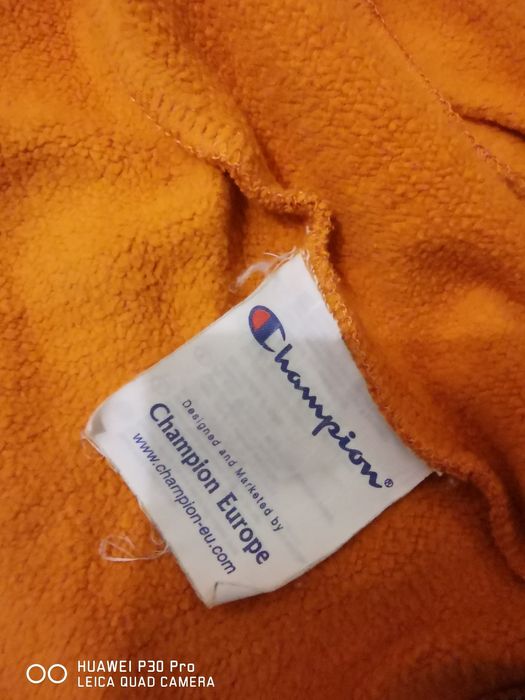 Champion®
Designed and Marketed by
Champion Europe
www.champion-eu.com
HUAWEI P30 Pro
LEICA QUAD CAMERA